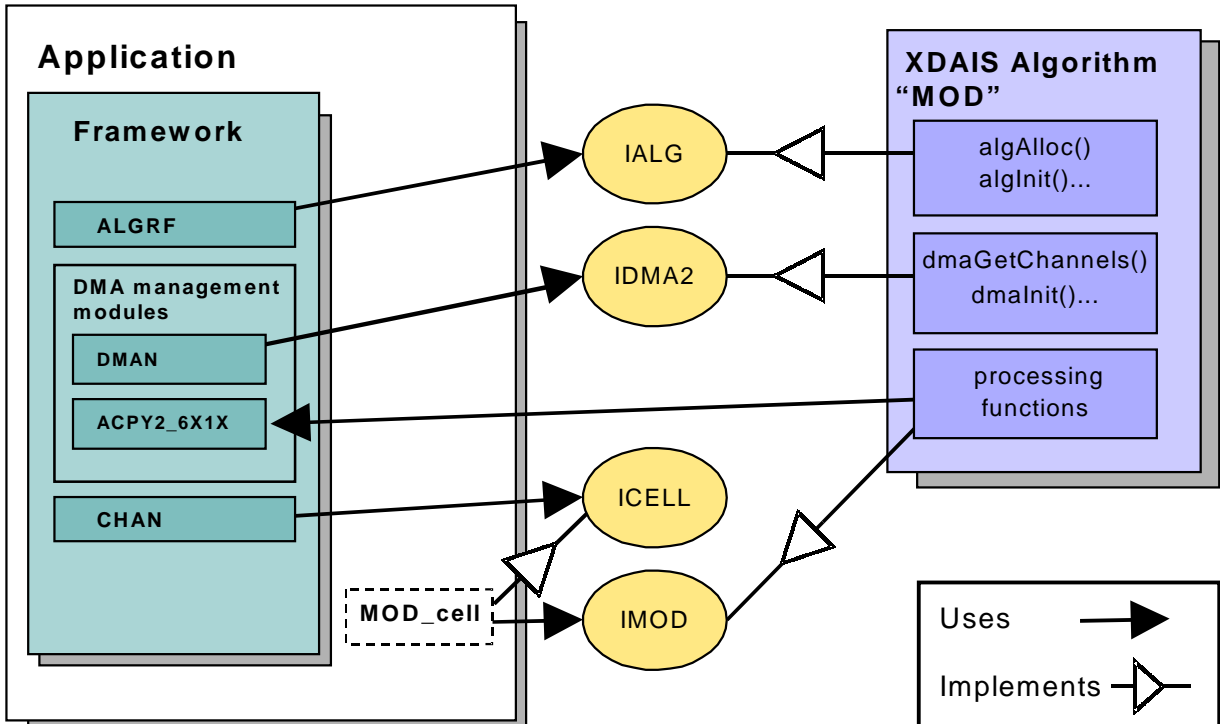 Application
Framework
ALGRF
DMA management
modules
DMAN
ACPY2_6X1X
CHAN
MOD_cell
IALG
IDMA2
ICELL
IMOD
XDAIS Algorithm
“MOD”
algAlloc()
algInit()...
dmaGetChannels()
dmaInit()...
processing
functions
Uses
Implements